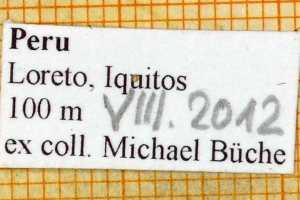 Peru
Loreto, Iquitos
100 m VIII. 2012
ex coll. Michael Büche